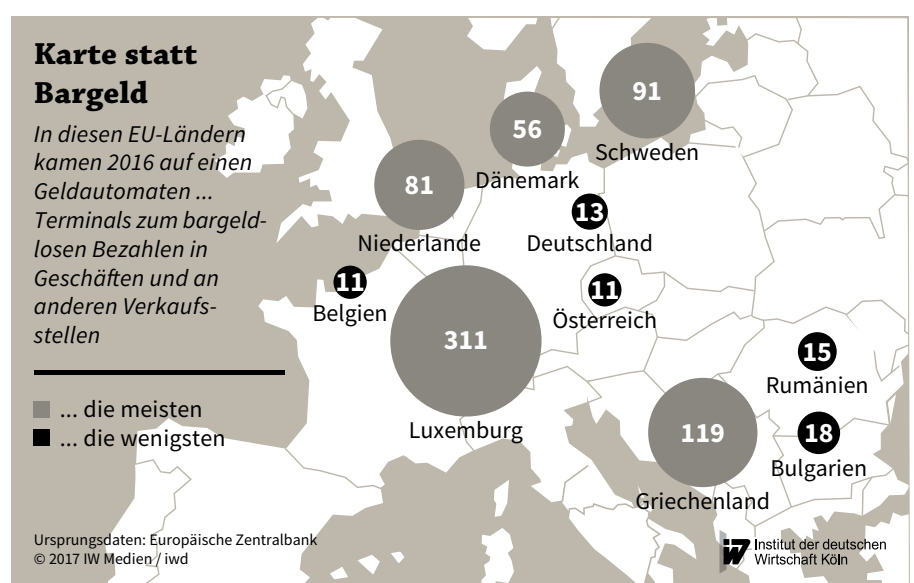 Karte statt
Bargeld
In diesen EU-Ländern
kamen 2016 auf einen
Geldautomaten ...
Terminals zum bargeld-
losen Bezahlen in
Geschäften und an
anderen Verkaufs-
stellen
... die meisten
... die wenigsten
91
Schweden
56
Dänemark
81
Niederlande
13
Deutschland
11
Belgien
11
Österreich
311
Luxemburg
15
Rumänien
119
Griechenland
18
Bulgarien
Ursprungsdaten: Europäische Zentralbank
© 2017 IW Medien / iwd
iW Institut der deutschen
Wirtschaft Köln